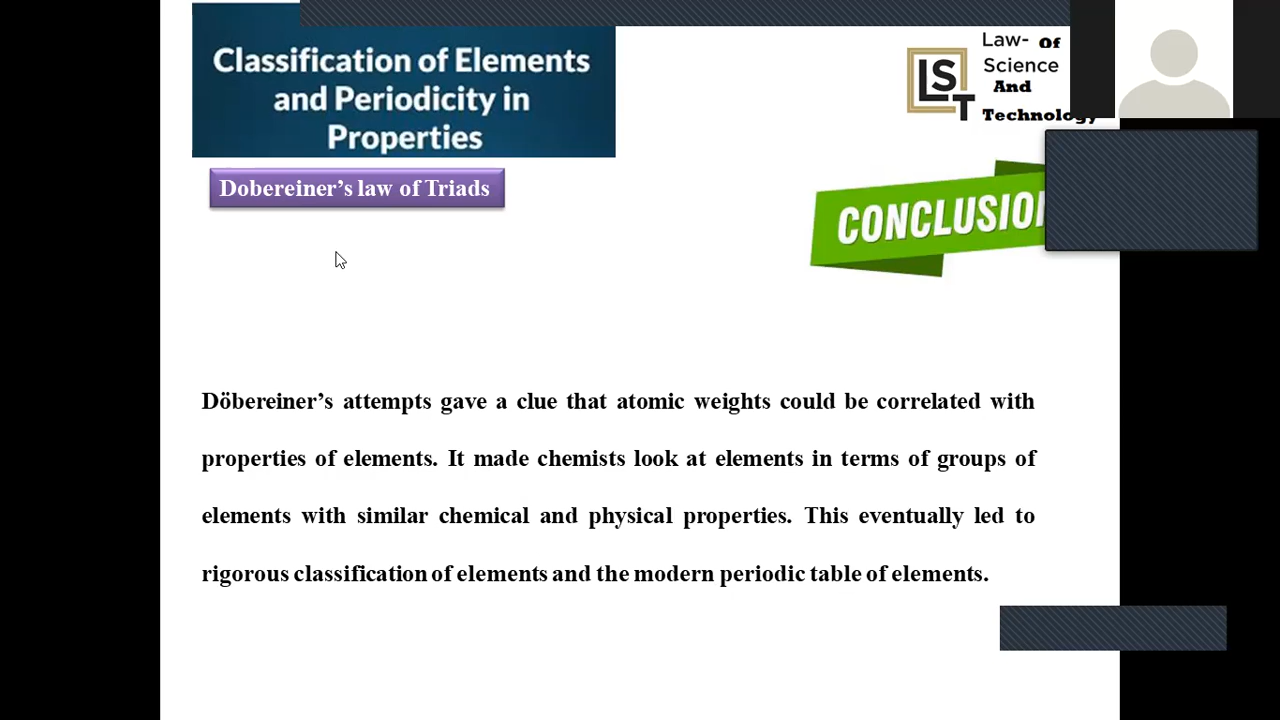 Classification of Elements
and Periodicity in
Properties
LST
Law- Of
Science
And
Technology
Dobereiner's law of Triads
Döbereiner's attempts gave a clue that atomic weights could be correlated with
properties of elements. It made chemists look at elements in terms of groups of
elements with similar chemical and physical properties. This eventually led to
rigorous classification of elements and the modern periodic table of elements.